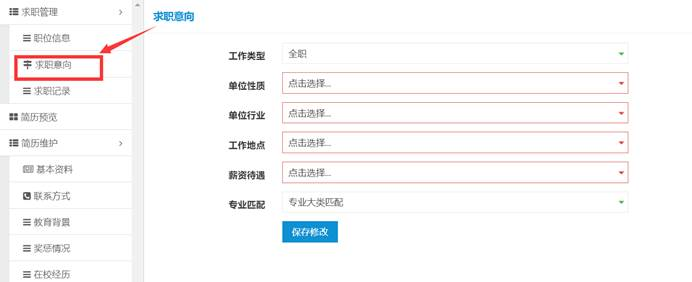 求职管理
职位信息
求职意向
求职记录
简历预览
简历维护
基本资料
联系方式
教育背景
奖惩情况
在校经历
求职意向
工作类型 全职
单位性质 点击选择...
单位行业 点击选择...
工作地点 点击选择...
薪资待遇 点击选择...
专业匹配 专业大类匹配
保存修改